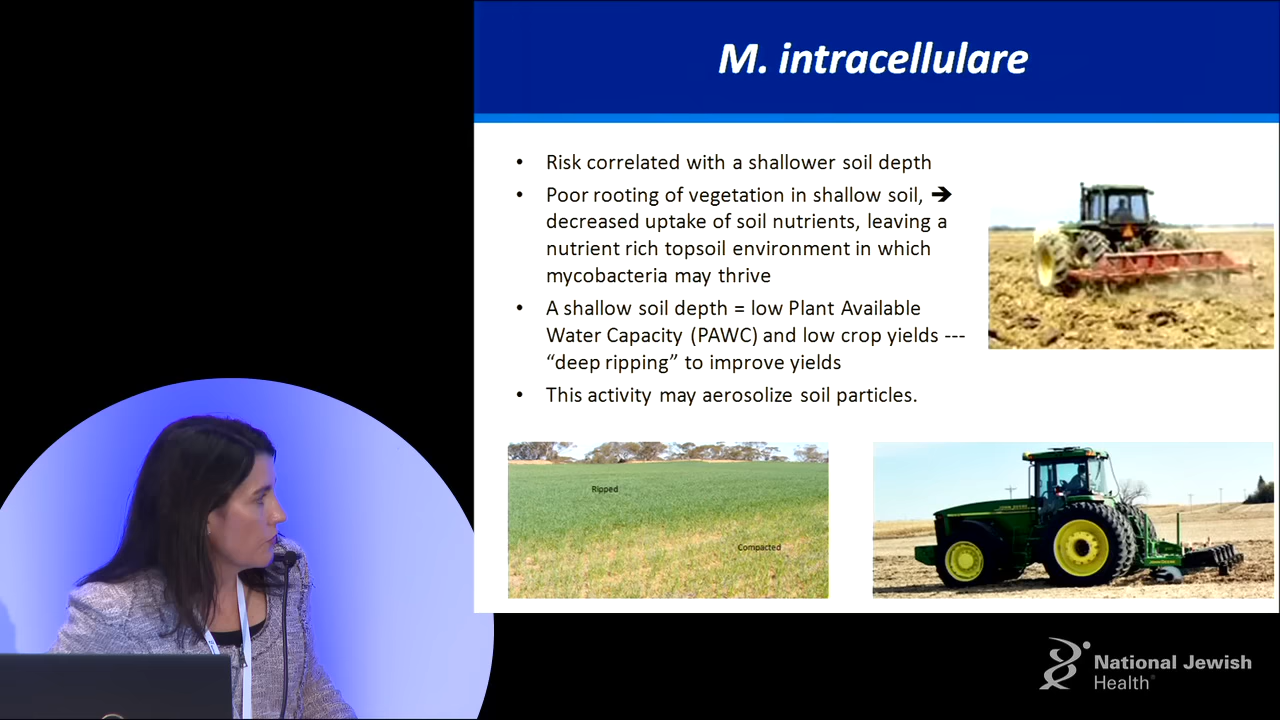 M. intracellulare
• Risk correlated with a shallower soil depth
• Poor rooting of vegetation in shallow soil, ➔
decreased uptake of soil nutrients, leaving a
nutrient rich topsoil environment in which
mycobacteria may thrive
• A shallow soil depth = low Plant Available
Water Capacity (PAWC) and low crop yields ---
“deep ripping” to improve yields
• This activity may aerosolize soil particles.
Ripped
Compacted
National Jewish
Health®